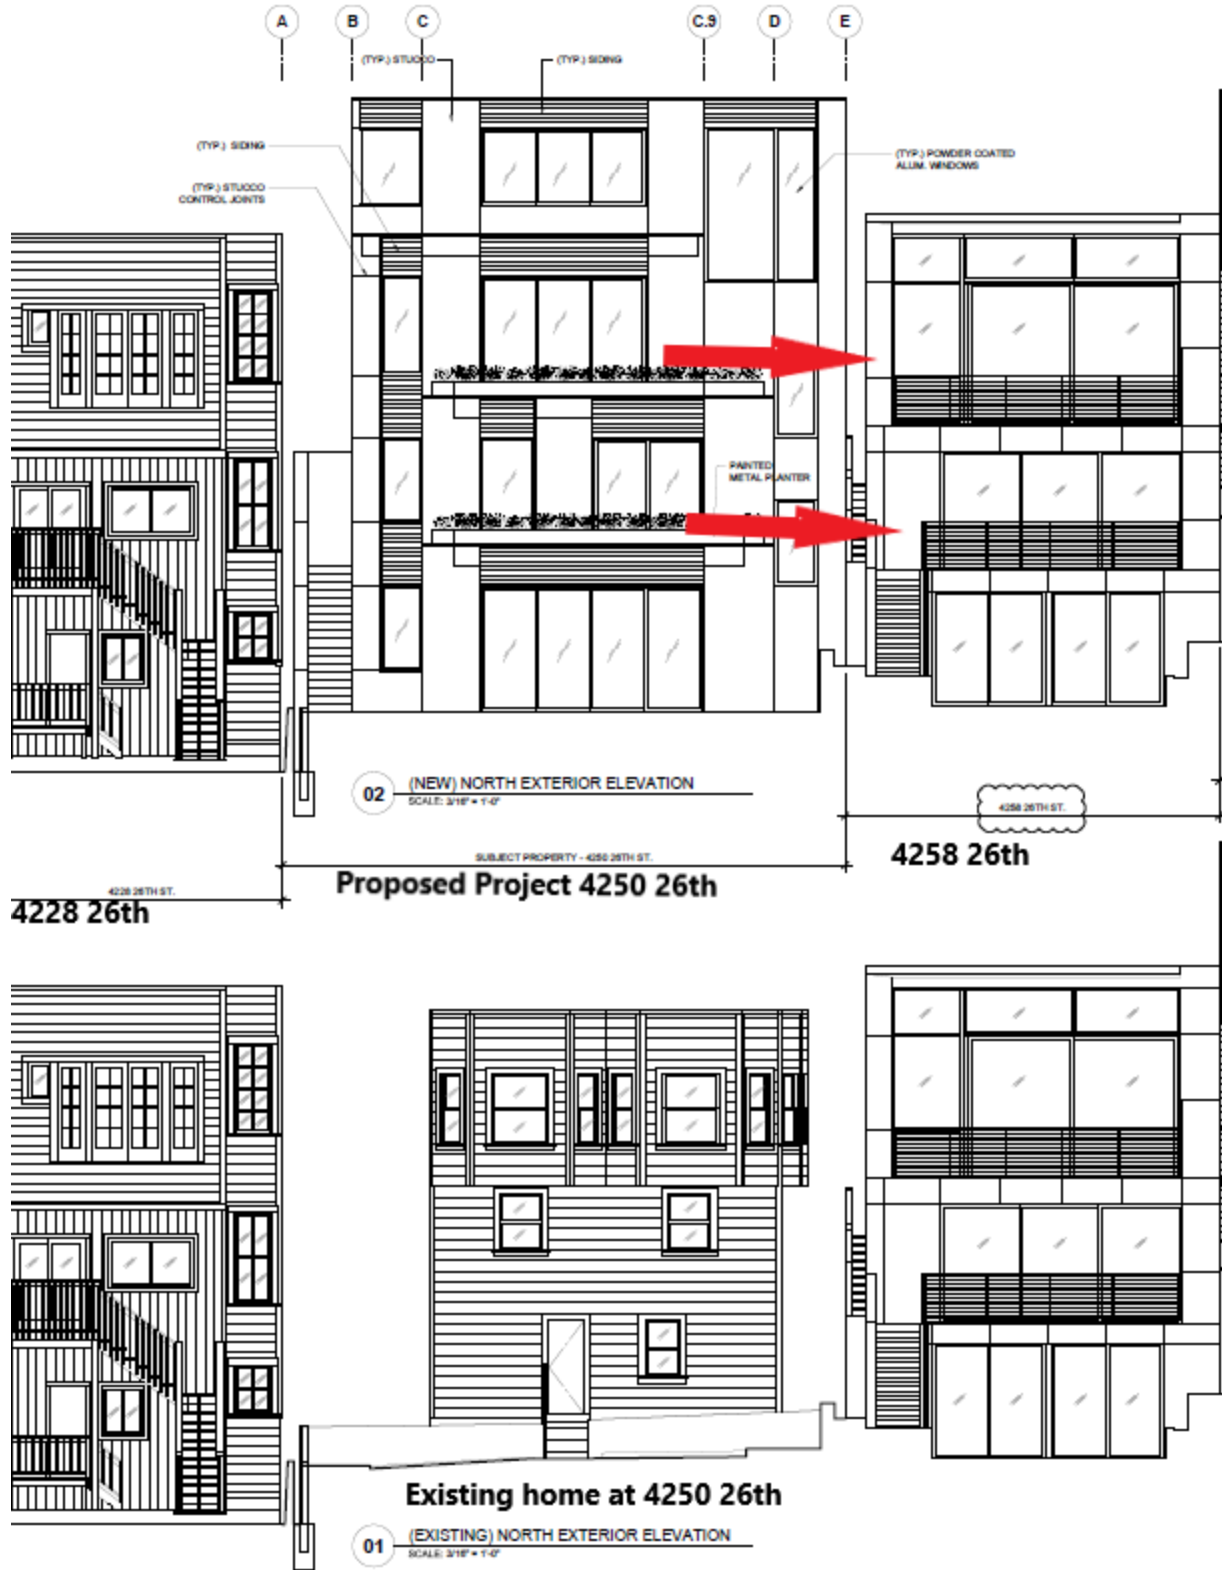 A
B
C
C.9
D
E
(TYP.) STUCCO
(TYP.) SIDING
(TYP.) SIDING
(TYP.) STUCCO
CONTROL JOINTS
(TYP.) POWDER COATED
ALUM. WINDOWS
PAINTED
METAL PLANTER
02
(NEW) NORTH EXTERIOR ELEVATION
SCALE: 3/16" = 1'-0"
4258 26TH ST.
4258 26th
SUBJECT PROPERTY - 4250 26TH ST.
Proposed Project 4250 26th
4228 26TH ST.
4228 26th
Existing home at 4250 26th
01
(EXISTING) NORTH EXTERIOR ELEVATION
SCALE: 3/16" = 1'-0"